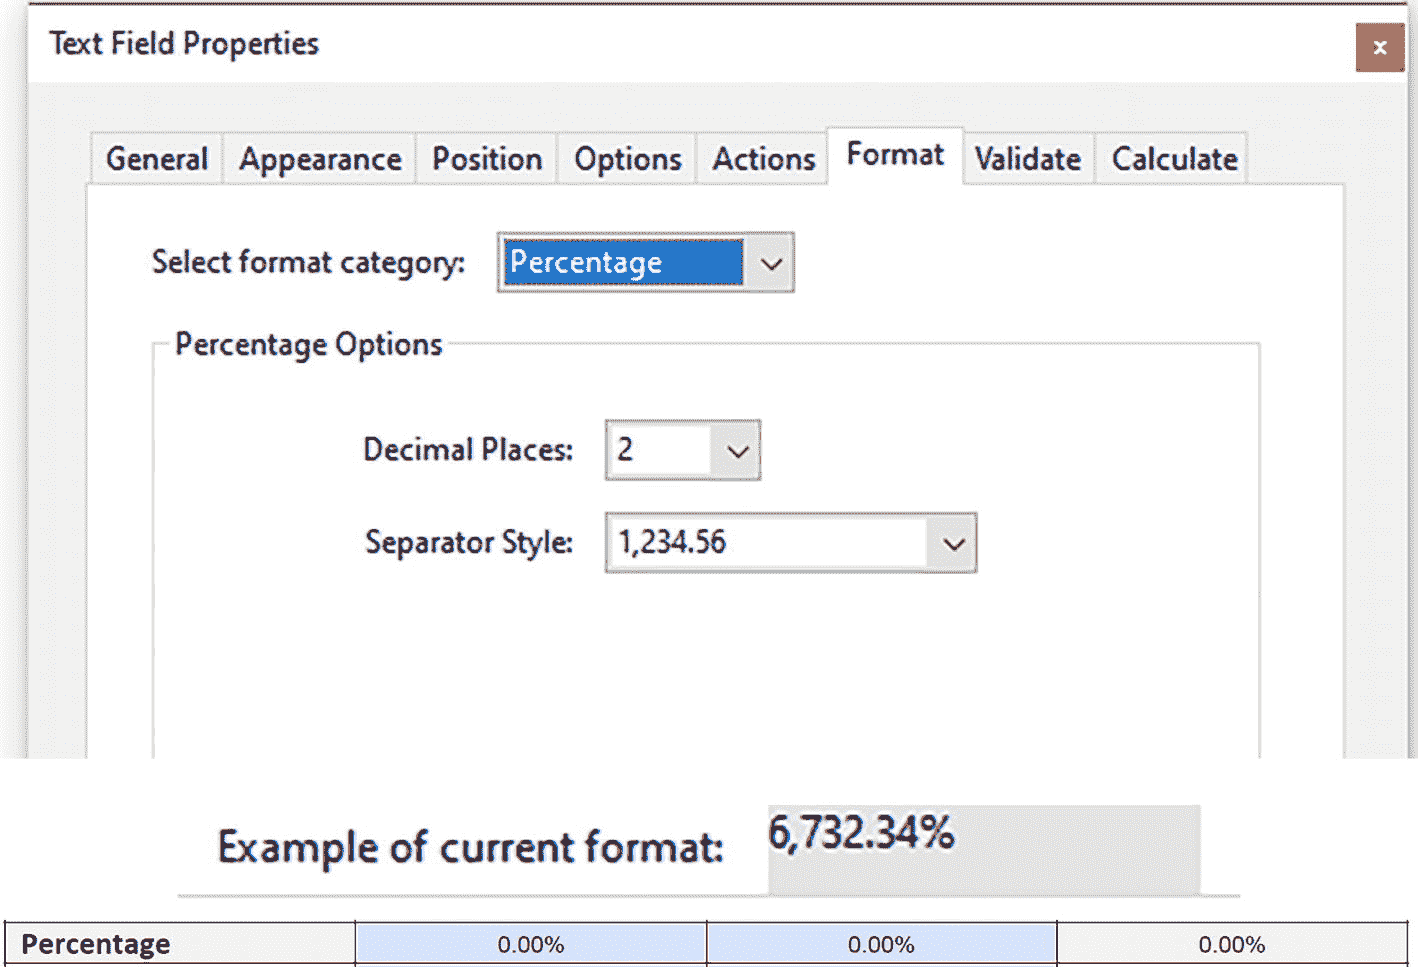 Text Field Properties
x
General Appearance Position Options Actions Format Validate Calculate
Select format category: Percentage
Percentage Options
Decimal Places: 2
Separator Style: 1,234.56
Example of current format: 6,732.34%
Percentage 0.00% 0.00% 0.00%